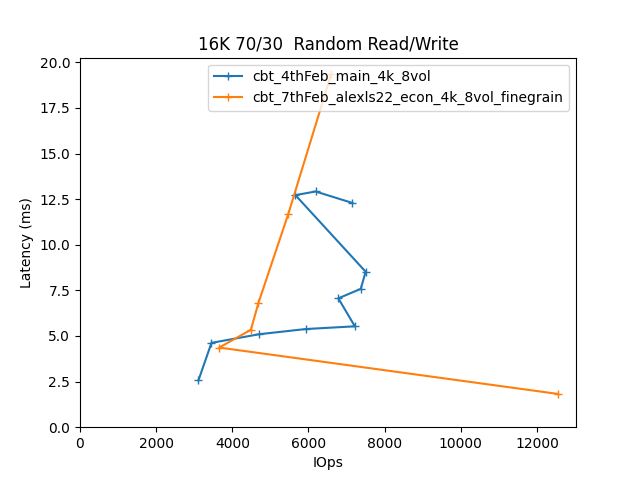 16K 70/30  Random Read/Write
cbt_4thFeb_main_4k_8vol
cbt_7thFeb_alexls22_econ_4k_8vol_finegrain
Latency (ms)
20.0
17.5
15.0
12.5
10.0
7.5
5.0
2.5
0.0
0 2000 4000 6000 8000 10000 12000
IOps